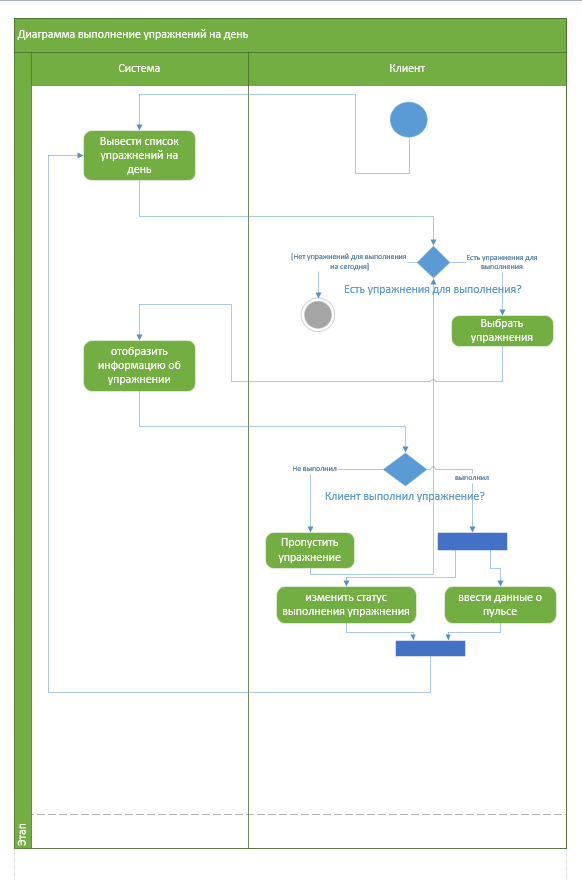 Диаграмма выполнение упражнений на день
Система
Клиент
Вывести список
упражнений на
день
[Нет упражнений для выполнения
на сегодня]
Есть упражнения для
выполнения
Есть упражнения для выполнения?
Выбрать
упражнения
отобразить
информацию об
упражнении
Не выполнил
выполнил
Клиент выполнил упражнение?
Пропустить
упражнение
изменить статус
выполнения упражнения
ввести данные о
пульсе
Этап